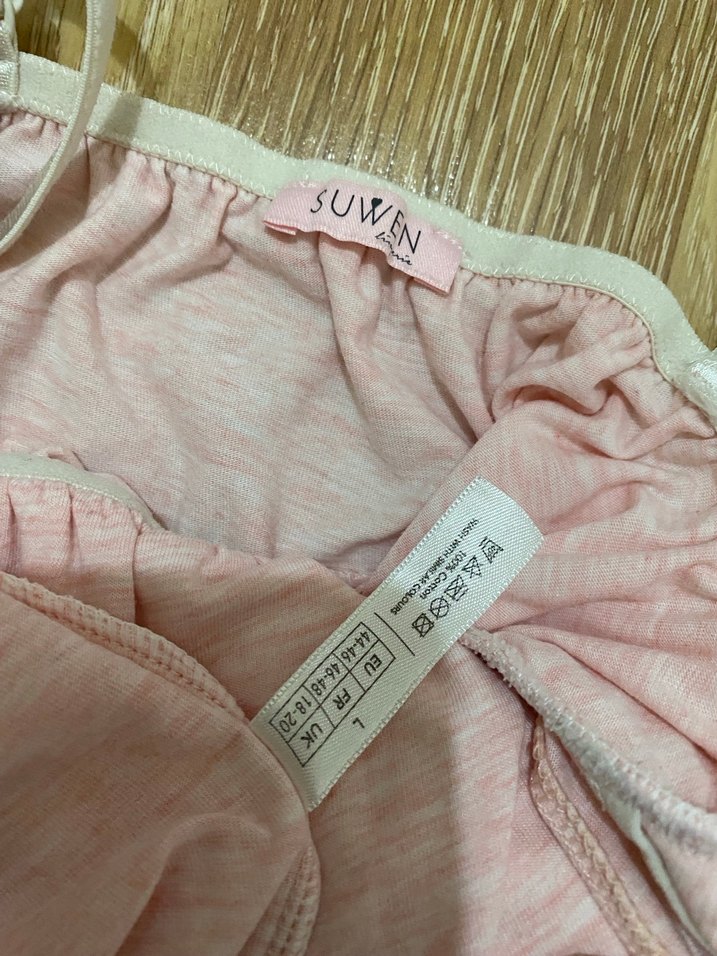 SUWEN
lingerie
L
EU FR UK
44-46 46-48 18-20
100% Cotton
WASH WITH SIMILAR COLOURS